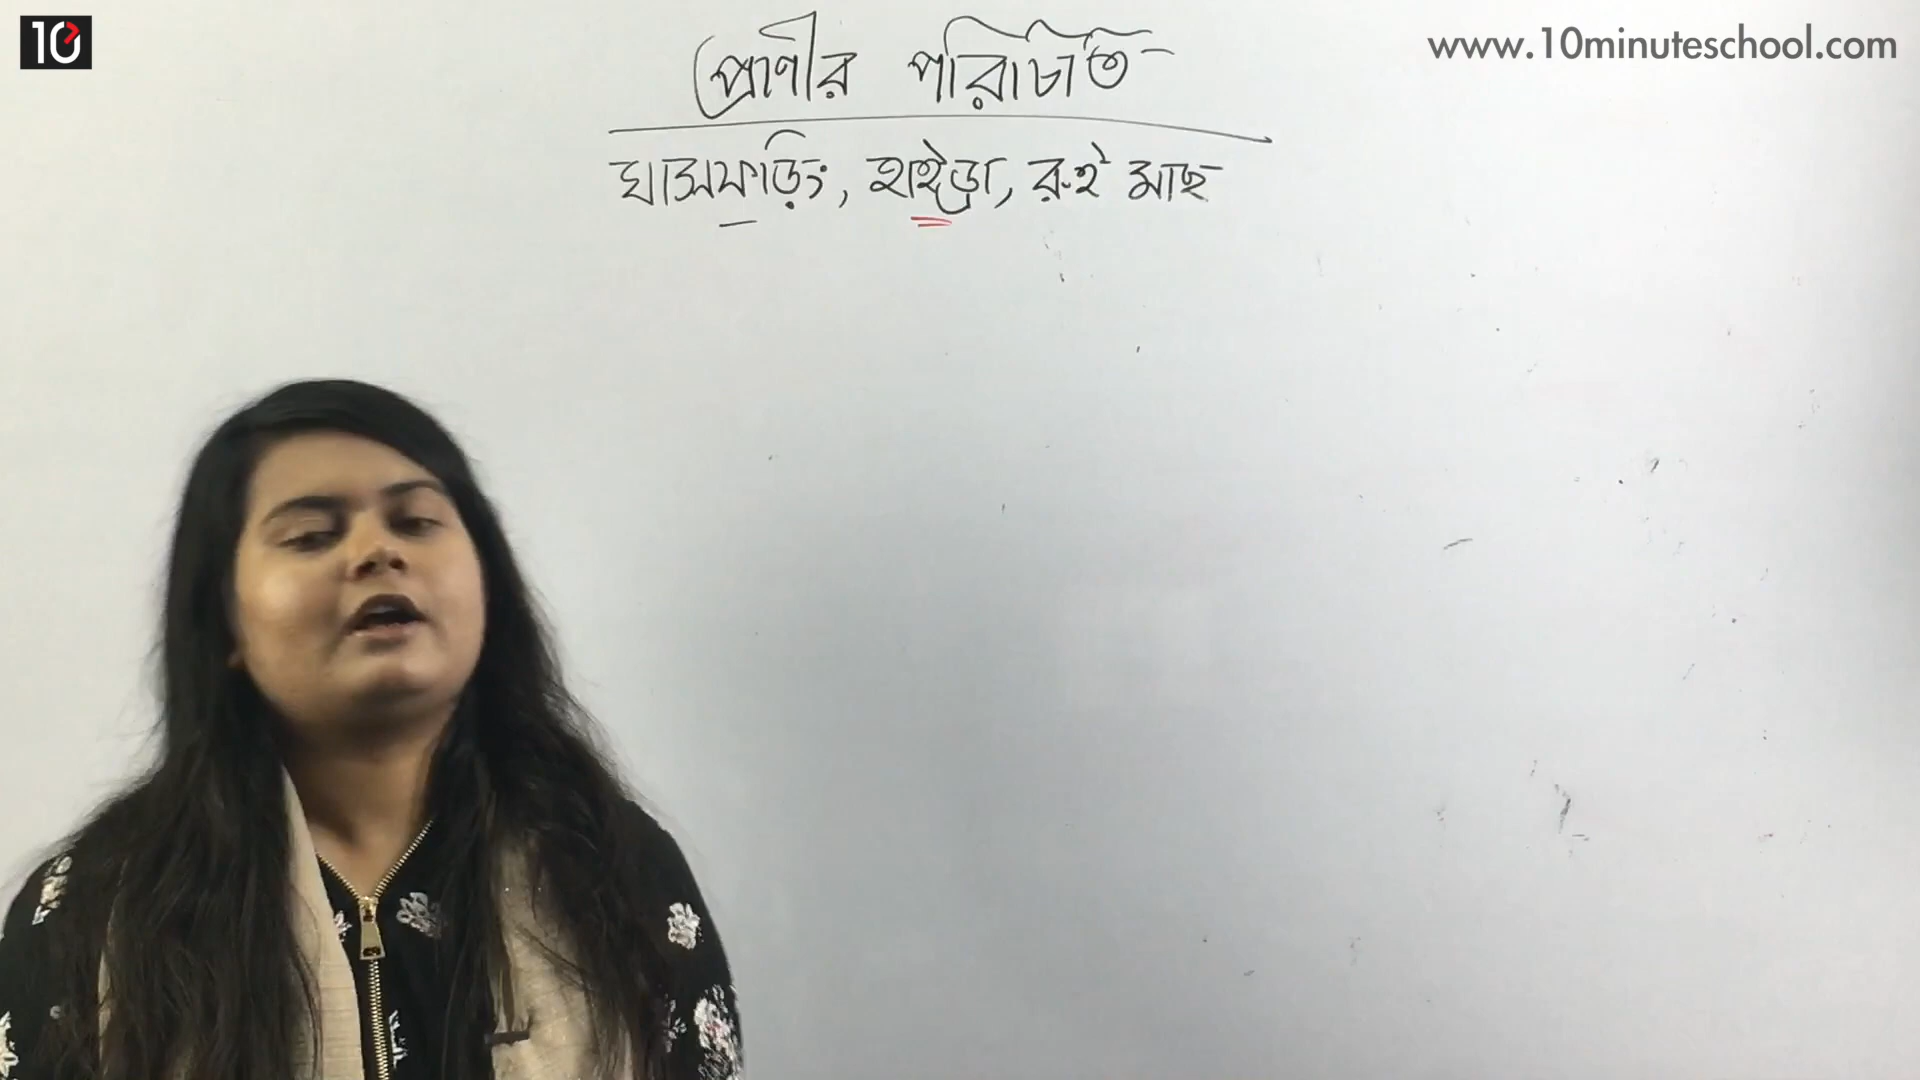 10
www.10minuteschool.com
প্রাণীর পরিচিতি
ঘাসফড়িং, হাইড্রা, রুই মাছ